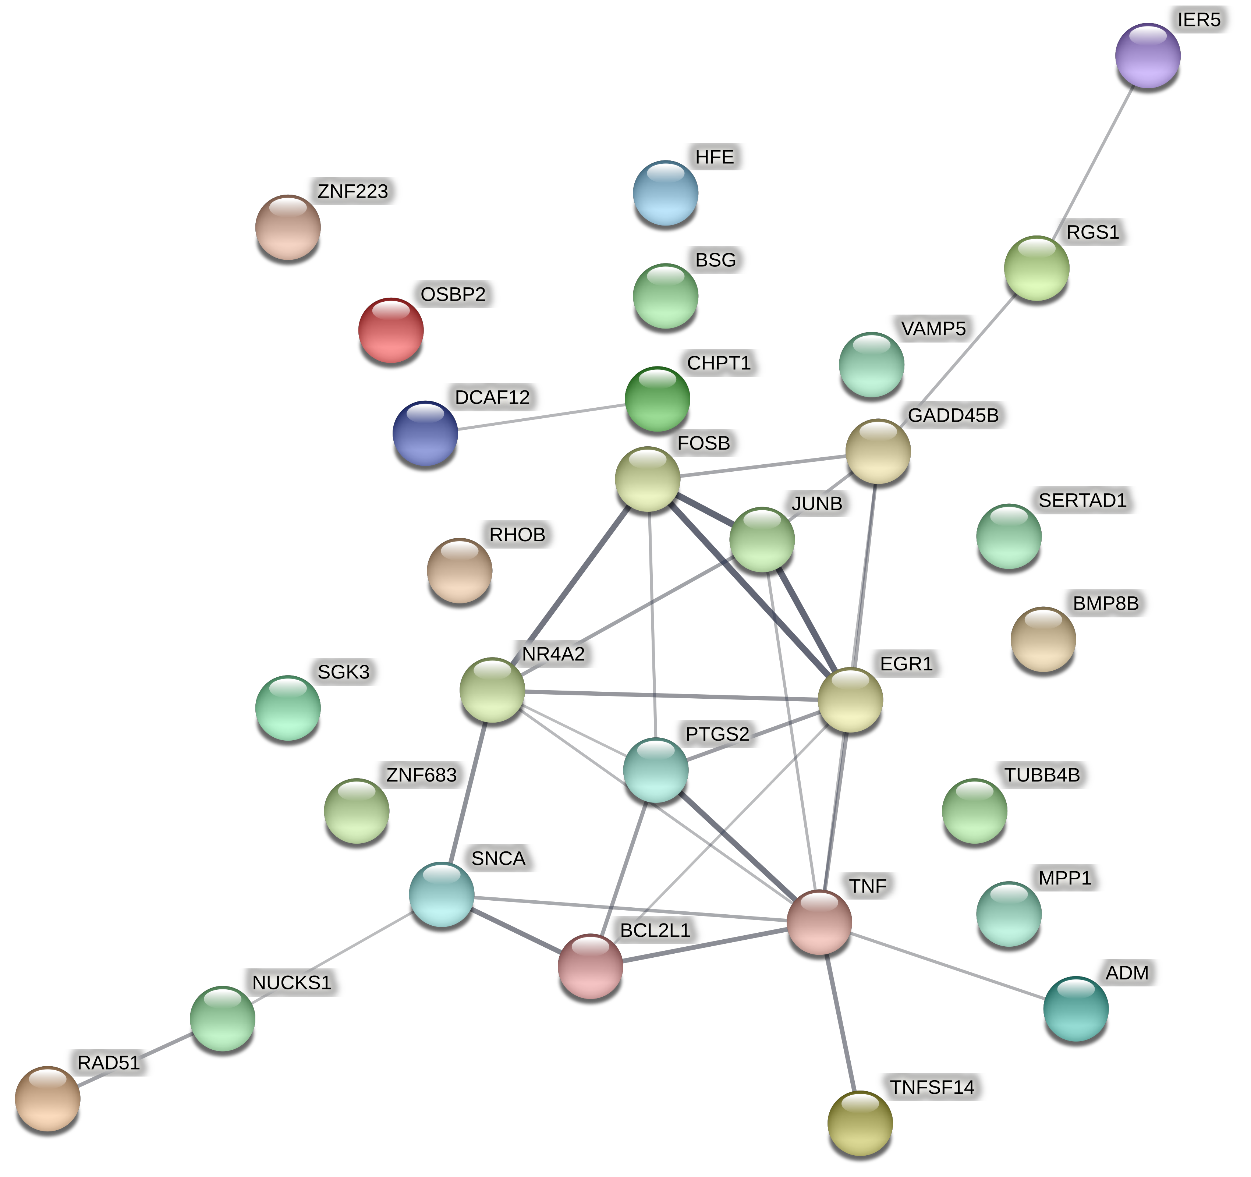 IER5
HFE
ZNF223
RGS1
BSG
OSBP2
VAMP5
CHPT1
DCAF12
GADD45B
FOSB
SERTAD1
JUNB
RHOB
BMP8B
NR4A2
EGR1
SGK3
PTGS2
ZNF683
TUBB4B
SNCA
MPP1
TNF
BCL2L1
ADM
NUCKS1
RAD51
TNFSF14